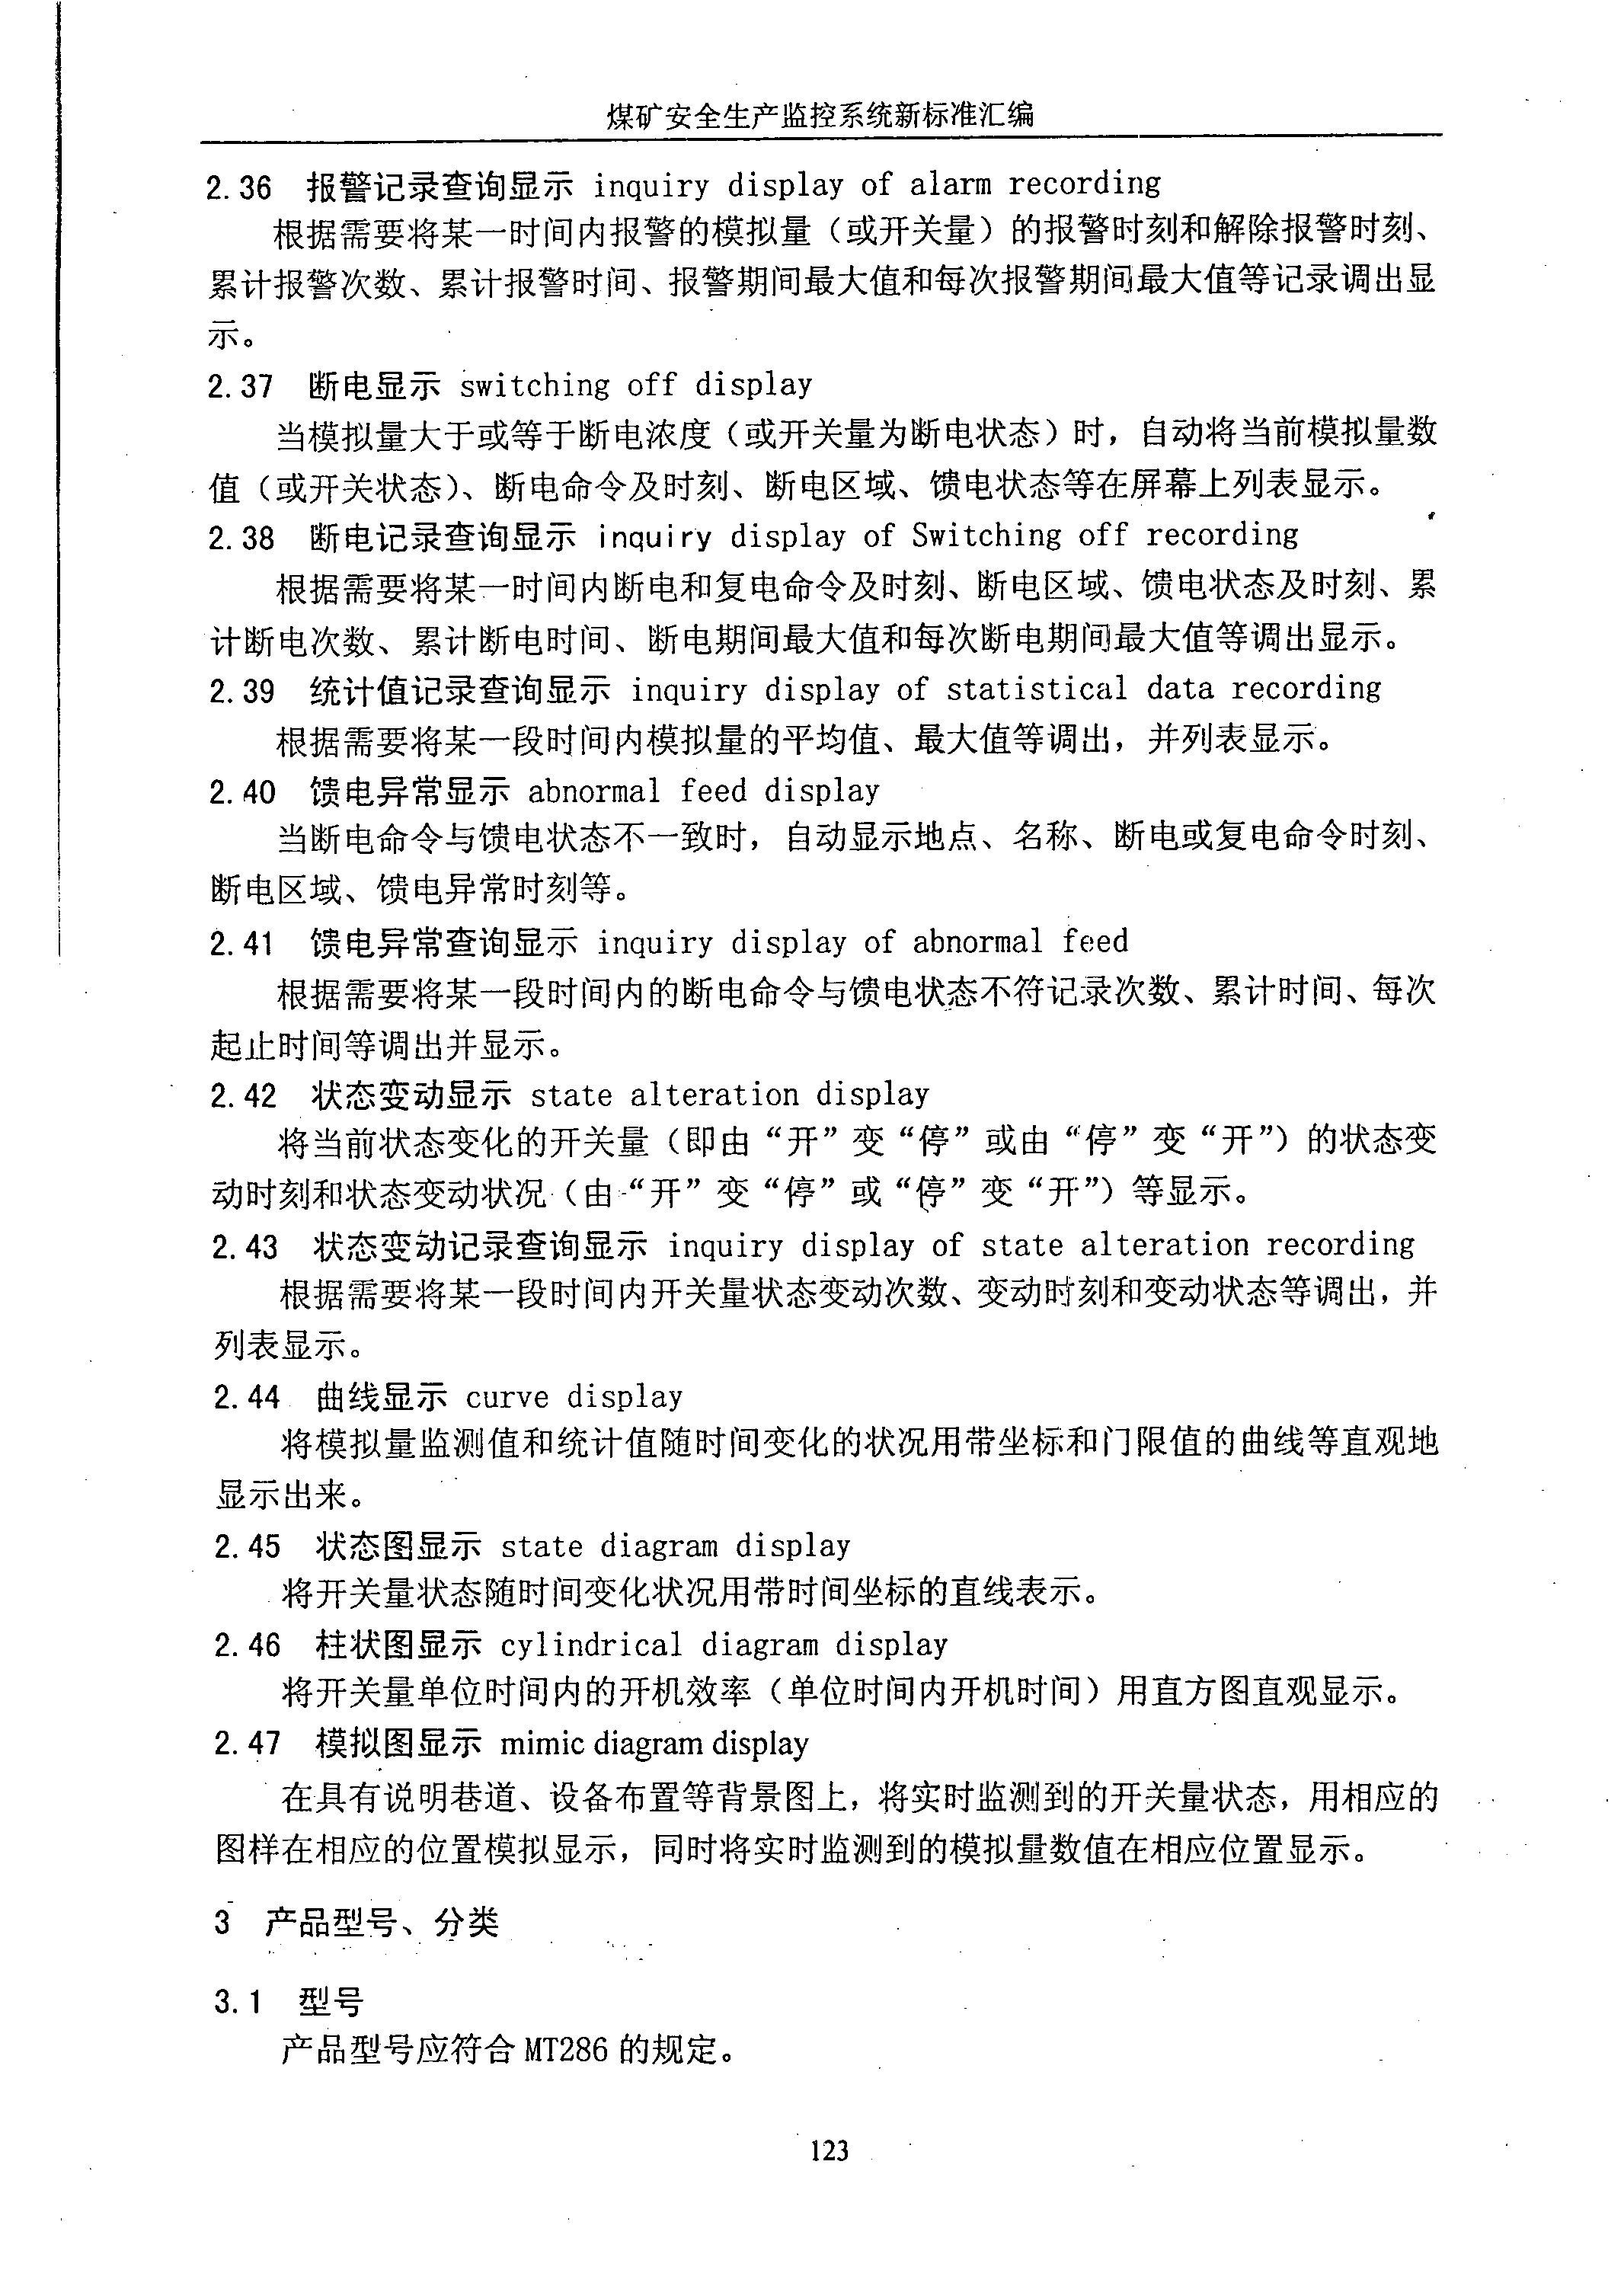 煤矿安全生产监控系统新标准汇编
2.36 报警记录查询显示 inquiry display of alarm recording
根据需要将某一时间内报警的模拟量（或开关量）的报警时刻和解除报警时刻、
累计报警次数、累计报警时间、报警期间最大值和每次报警期间最大值等记录调出显
示。
2.37 断电显示 switching off display
当模拟量大于或等于断电浓度（或开关量为断电状态）时，自动将当前模拟量数
值（或开关状态）、断电命令及时刻、断电区域、馈电状态等在屏幕上列表显示。
2.38 断电记录查询显示 inquiry display of Switching off recording
根据需要将某一时间内断电和复电命令及时刻、断电区域、馈电状态及时刻、累
计断电次数、累计断电时间、断电期间最大值和每次断电期间最大值等调出显示。
2.39 统计值记录查询显示 inquiry display of statistical data recording
根据需要将某一段时间内模拟量的平均值、最大值等调出，并列表显示。
2.40 馈电异常显示 abnormal feed display
当断电命令与馈电状态不一致时，自动显示地点、名称、断电或复电命令时刻、
断电区域、馈电异常时刻等。
2.41 馈电异常查询显示 inquiry display of abnormal feed
根据需要将某一段时间内的断电命令与馈电状态不符记录次数、累计时间、每次
起止时间等调出并显示。
2.42 状态变动显示 state alteration display
将当前状态变化的开关量（即由“开”变“停”或由“停”变“开”）的状态变
动时刻和状态变动状况（由“开”变“停”或“停”变“开”）等显示。
2.43 状态变动记录查询显示 inquiry display of state alteration recording
根据需要将某一段时间内开关量状态变动次数、变动时刻和变动状态等调出，并
列表显示。
2.44 曲线显示 curve display
将模拟量监测值和统计值随时间变化的状况用带坐标和门限值的曲线等直观地
显示出来。
2.45 状态图显示 state diagram display
将开关量状态随时间变化状况用带时间坐标的直线表示。
2.46 柱状图显示 cylindrical diagram display
将开关量单位时间内的开机效率（单位时间内开机时间）用直方图直观显示。
2.47 模拟图显示 mimic diagram display
在具有说明巷道、设备布置等背景图上，将实时监测到的开关量状态，用相应的
图样在相应的位置模拟显示，同时将实时监测到的模拟量数值在相应位置显示。
3 产品型号、分类
3.1 型号
产品型号应符合 MT286 的规定。
123